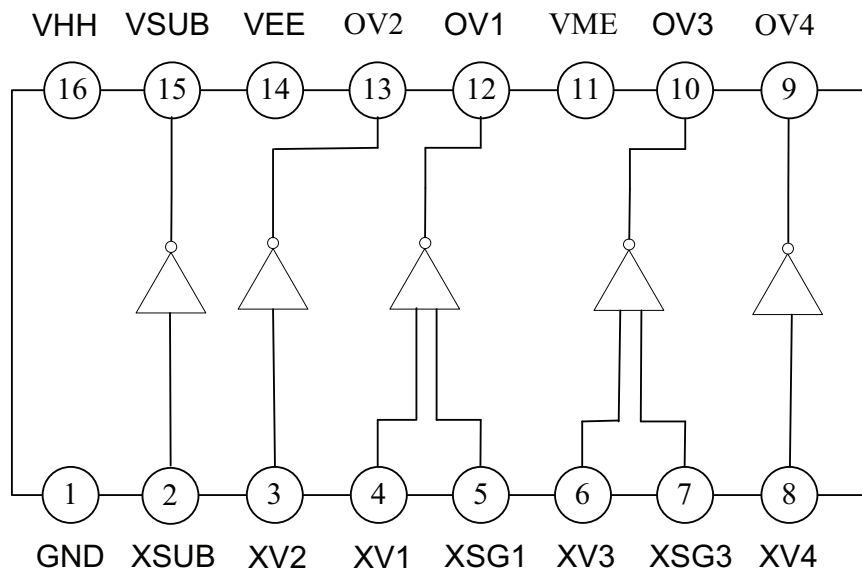 VHH VSUB VEE OV2 OV1 VME OV3 OV4
16 15 14 13 12 11 10 9
1 2 3 4 5 6 7 8
GND XSUB XV2 XV1 XSG1 XV3 XSG3 XV4